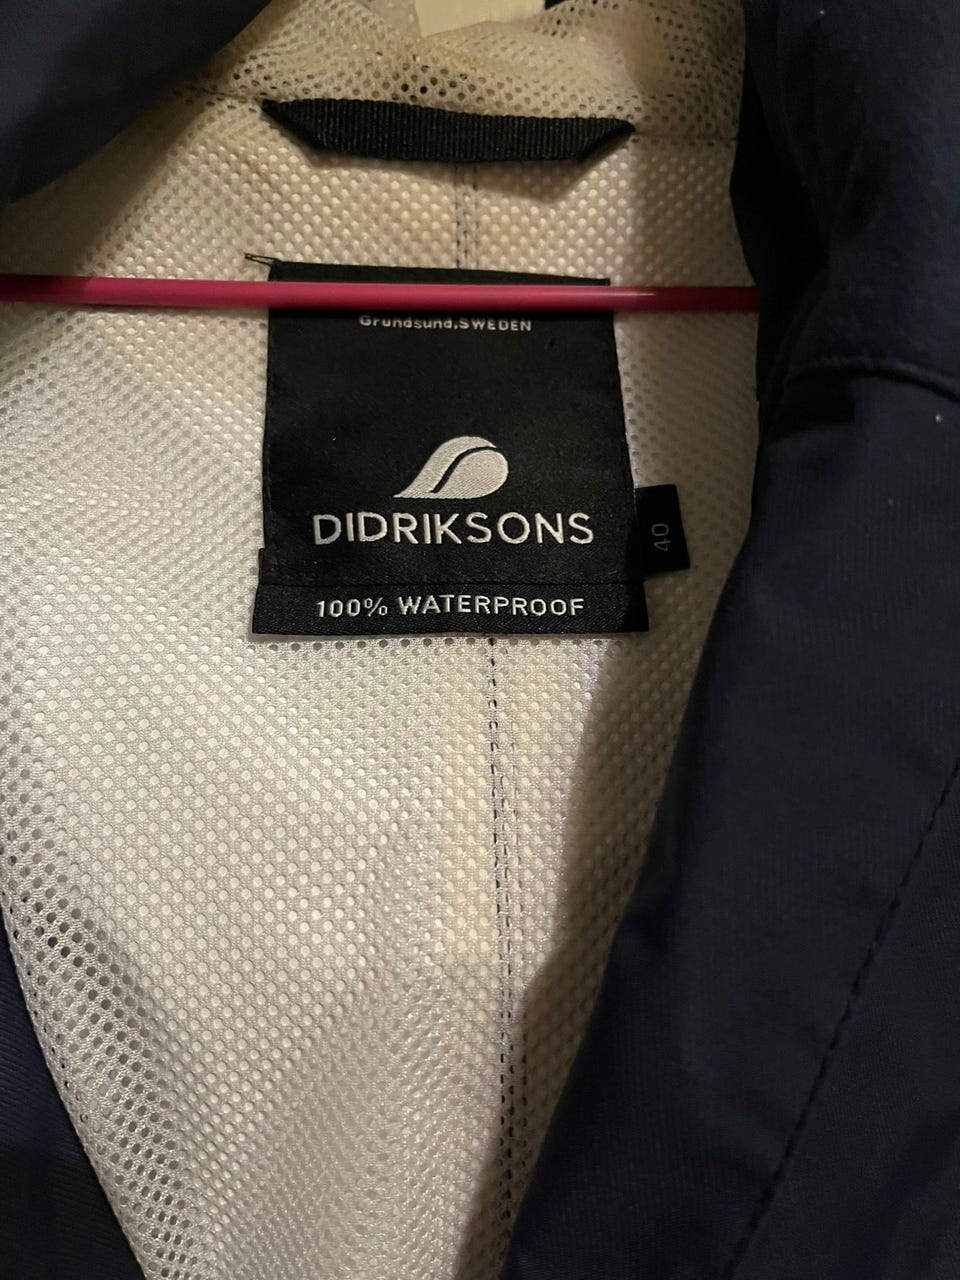 Grundsund,SWEDEN
DIDRIKSONS
40
100% WATERPROOF